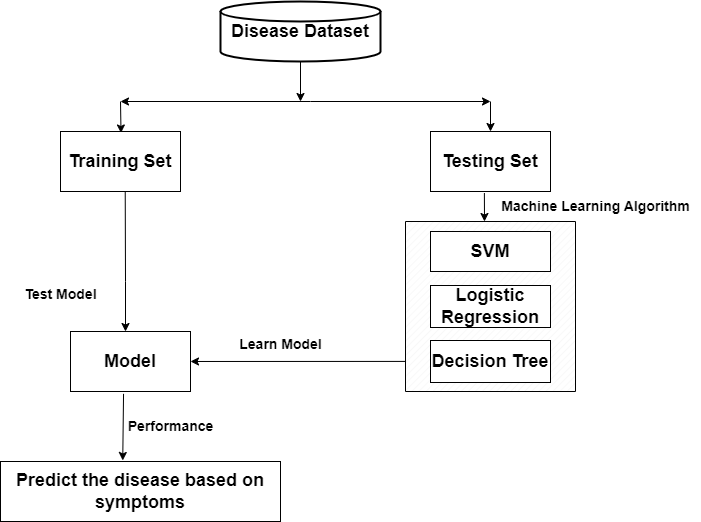 Disease Dataset
Training Set
Testing Set
Machine Learning Algorithm
SVM
Logistic
Regression
Test Model
Learn Model
Model
Decision Tree
Performance
Predict the disease based on
symptoms